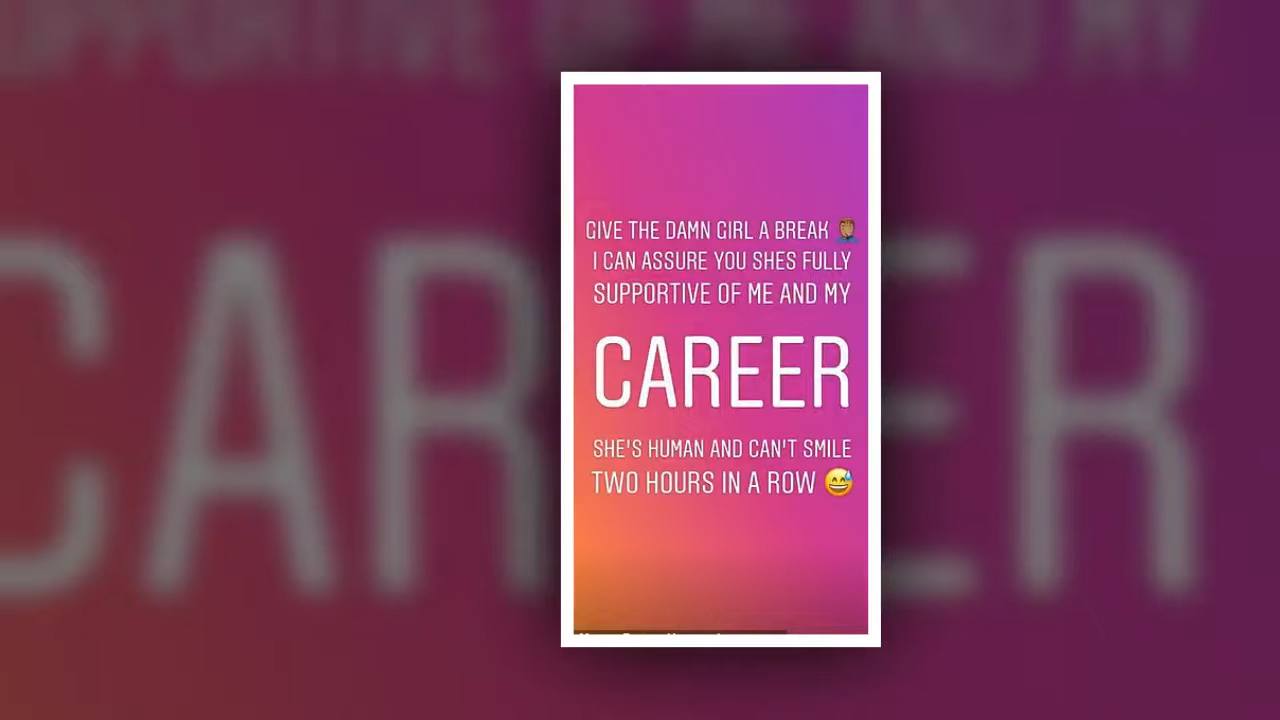 GIVE THE DAMN GIRL A BREAK 🤦🏽‍♂️
I CAN ASSURE YOU SHES FULLY
SUPPORTIVE OF ME AND MY
CAREER
SHE'S HUMAN AND CAN'T SMILE
TWO HOURS IN A ROW 😅